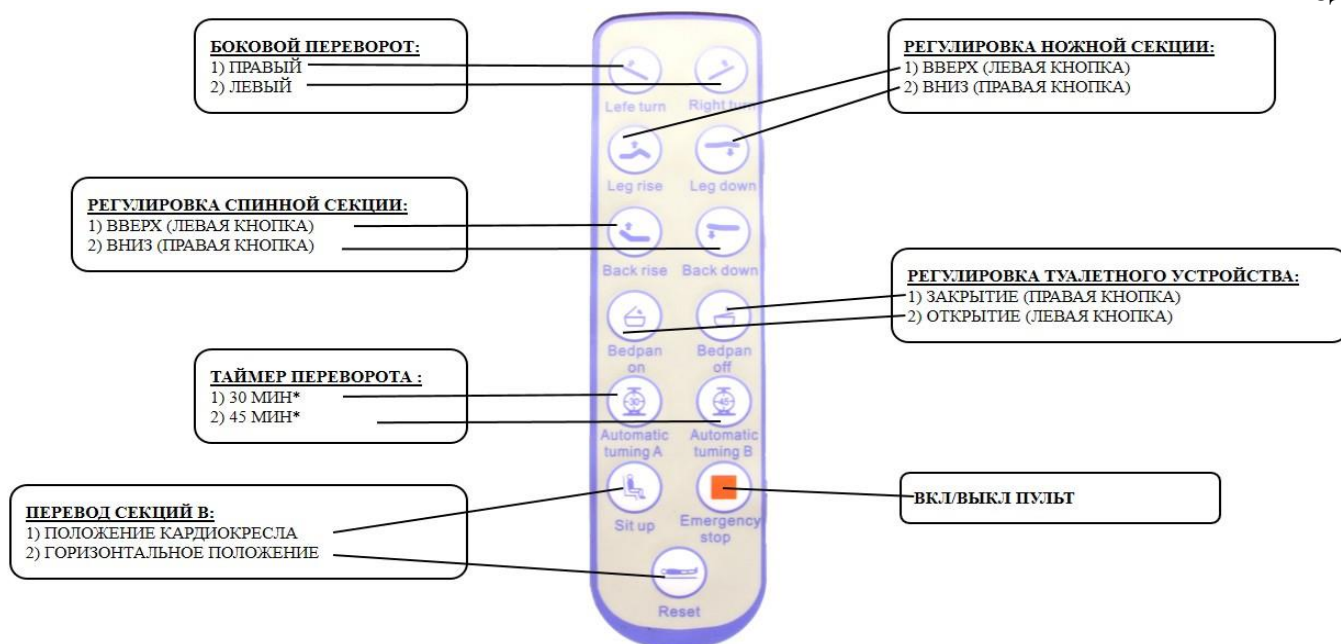 БОКОВОЙ ПЕРЕВОРОТ:
1) ПРАВЫЙ
2) ЛЕВЫЙ
РЕГУЛИРОВКА НОЖНОЙ СЕКЦИИ:
1) ВВЕРХ (ЛЕВАЯ КНОПКА)
2) ВНИЗ (ПРАВАЯ КНОПКА)
Lefe turn Right turn
Leg rise Leg down
РЕГУЛИРОВКА СПИННОЙ СЕКЦИИ:
1) ВВЕРХ (ЛЕВАЯ КНОПКА)
2) ВНИЗ (ПРАВАЯ КНОПКА)
Back rise Back down
РЕГУЛИРОВКА ТУАЛЕТНОГО УСТРОЙСТВА:
1) ЗАКРЫТИЕ (ПРАВАЯ КНОПКА)
2) ОТКРЫТИЕ (ЛЕВАЯ КНОПКА)
Bedpan Bedpan
on off
ТАЙМЕР ПЕРЕВОРОТА :
1) 30 МИН*
2) 45 МИН*
30 45
Automatic Automatic
tuming A tuming B
ПЕРЕВОД СЕКЦИЙ В:
1) ПОЛОЖЕНИЕ КАРДИОКРЕСЛА
2) ГОРИЗОНТАЛЬНОЕ ПОЛОЖЕНИЕ
ВКЛ/ВЫКЛ ПУЛЬТ
Sit up Emergency
stop
Reset